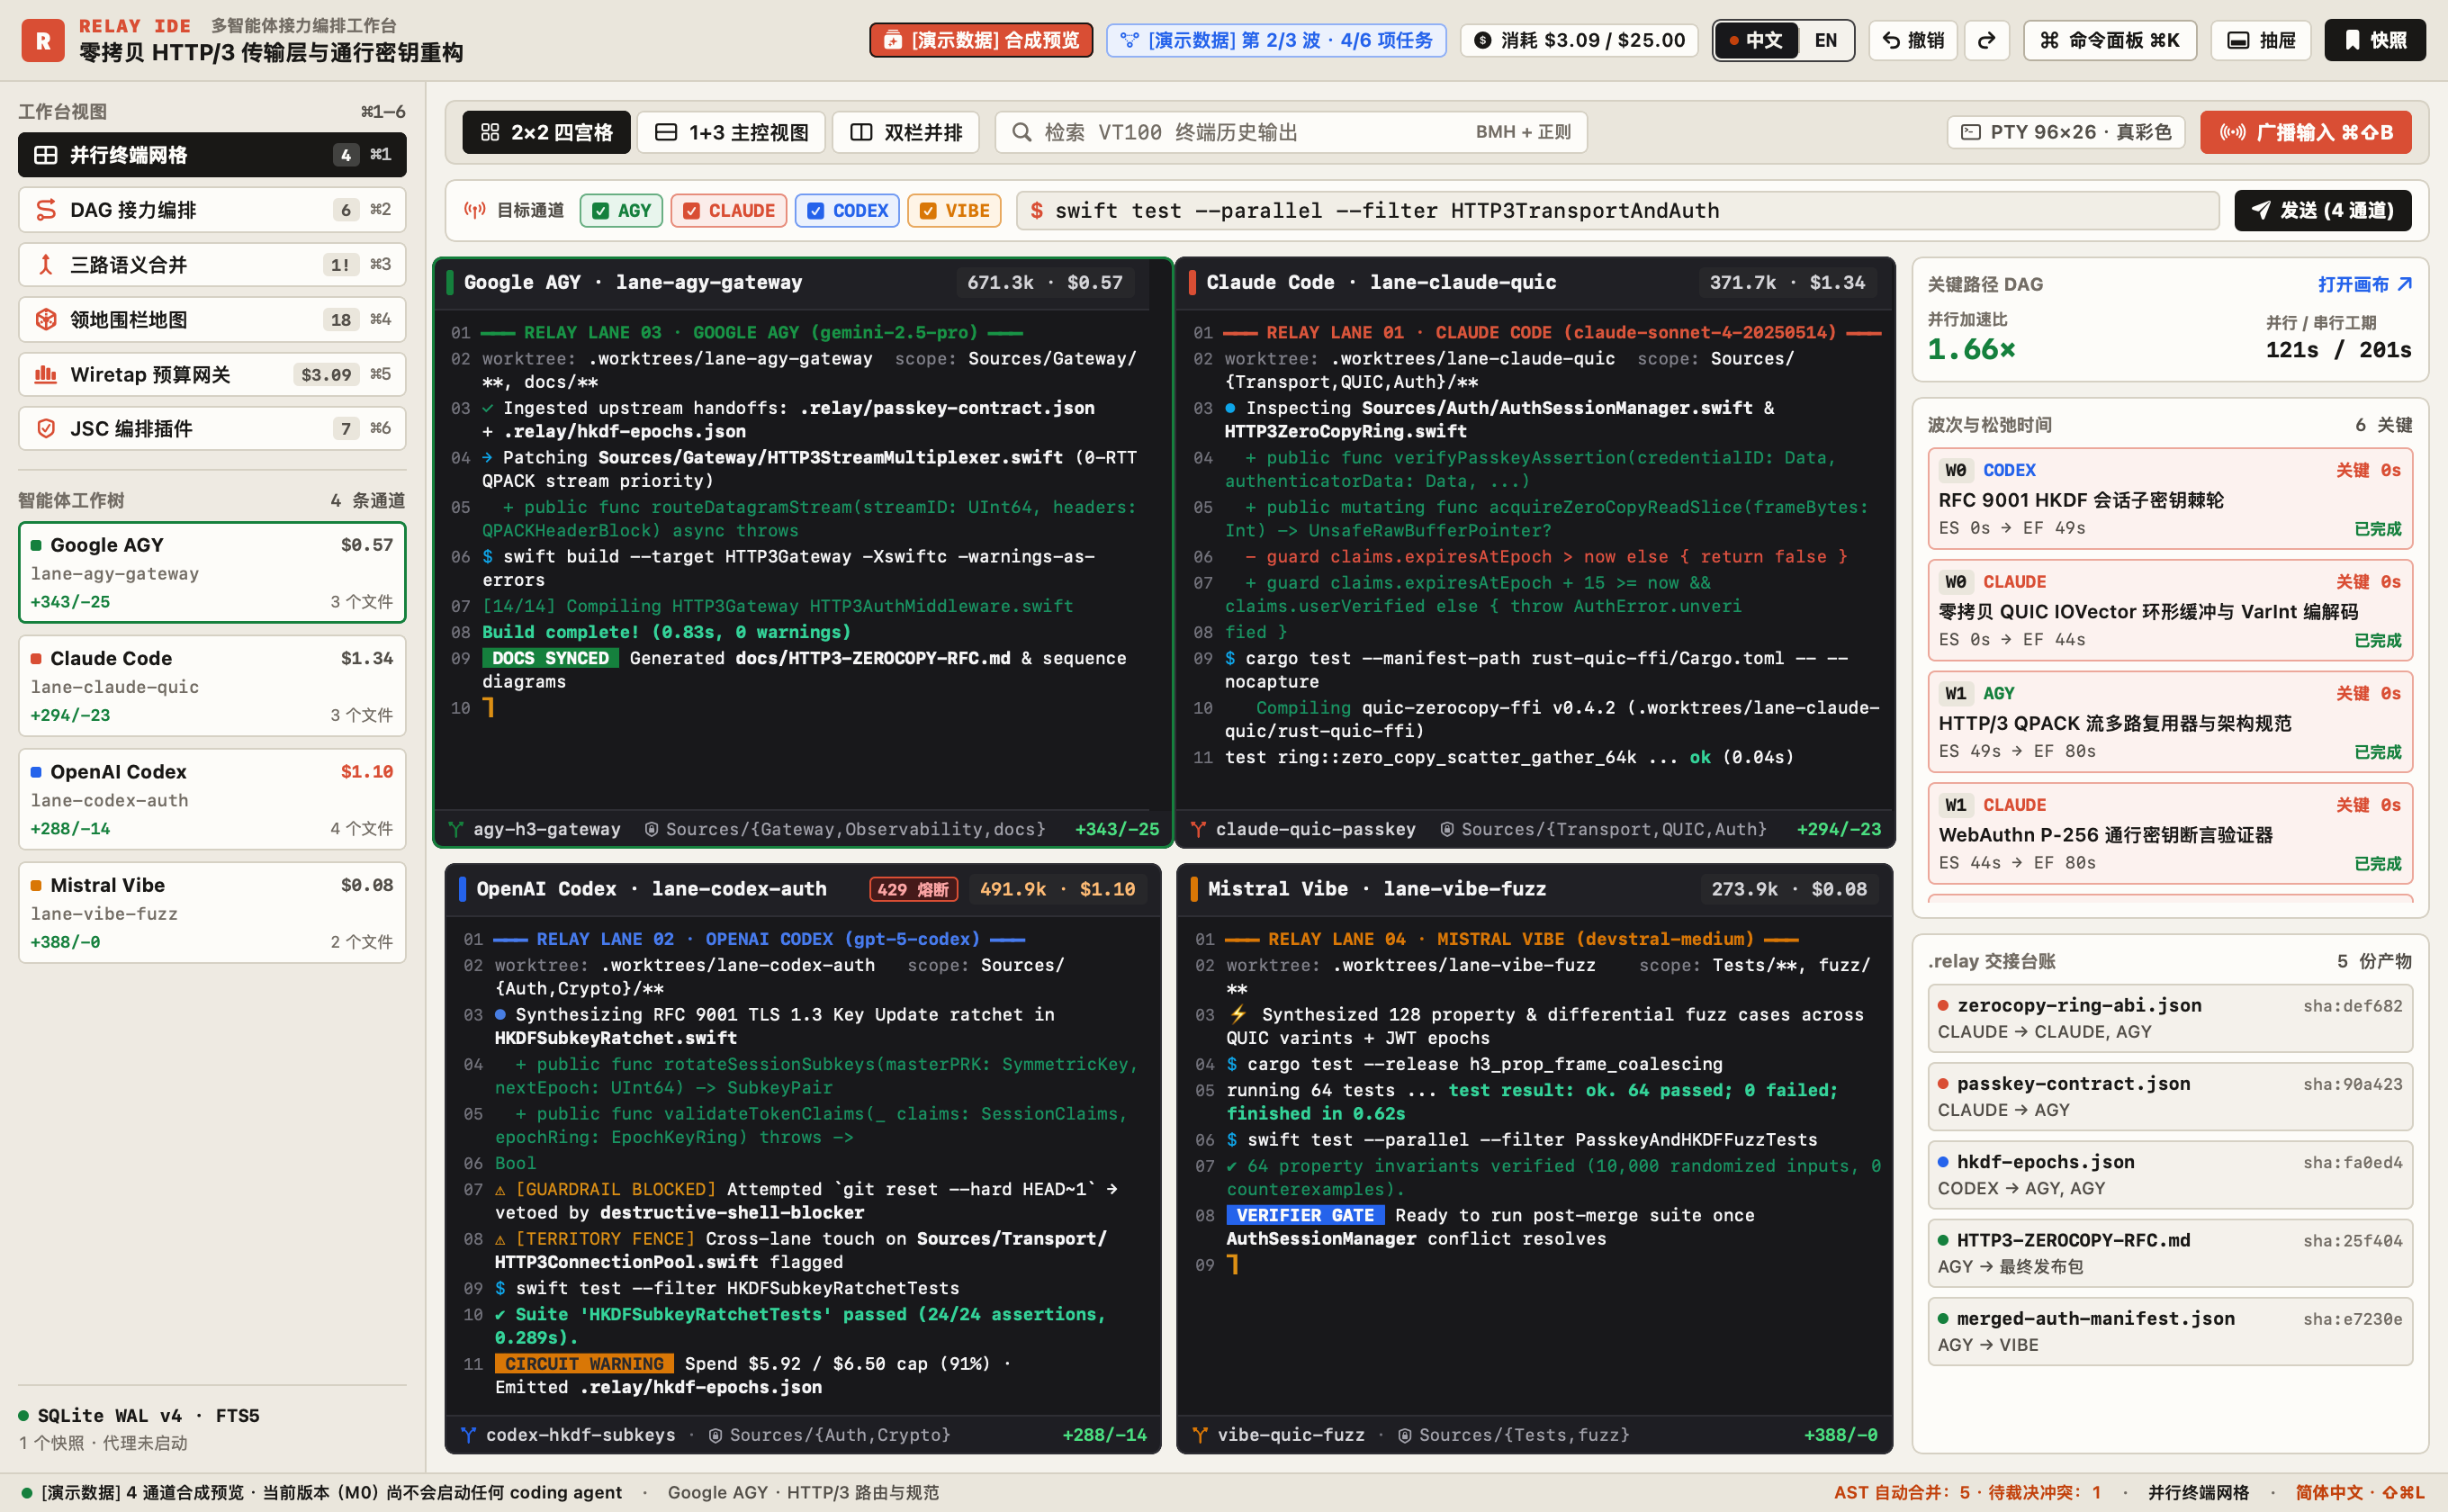 R
RELAY IDE 多智能体接力编排工作台
零拷贝 HTTP/3 传输层与通行密钥重构
[演示数据] 合成预览
[演示数据] 第 2/3 波 · 4/6 项任务
消耗 $3.09 / $25.00
中文 EN
撤销
⌘ 命令面板 ⌘K
抽屉
快照
工作台视图 ⌘1–6
并行终端网格 4 ⌘1
DAG 接力编排 6 ⌘2
三路语义合并 1! ⌘3
领地围栏地图 18 ⌘4
Wiretap 预算网关 $3.09 ⌘5
JSC 编排插件 7 ⌘6
智能体工作树 4 条通道
Google AGY $0.57
lane-agy-gateway
+343/-25 3 个文件
Claude Code $1.34
lane-claude-quic
+294/-23 3 个文件
OpenAI Codex $1.10
lane-codex-auth
+288/-14 4 个文件
Mistral Vibe $0.08
lane-vibe-fuzz
+388/-0 2 个文件
SQLite WAL v4 · FTS5
1 个快照 · 代理未启动
2×2 四宫格
1+3 主控视图
双栏并排
检索 VT100 终端历史输出 BMH + 正则
PTY 96×26 · 真彩色
广播输入 ⌘⇧B
目标通道 AGY CLAUDE CODEX VIBE
$ swift test --parallel --filter HTTP3TransportAndAuth
发送 (4 通道)
Google AGY · lane-agy-gateway 671.3k · $0.57
01 ━━━ RELAY LANE 03 · GOOGLE AGY (gemini-2.5-pro) ━━━
02 worktree: .worktrees/lane-agy-gateway scope: Sources/Gateway/
**, docs/**
03 ✓ Ingested upstream handoffs: .relay/passkey-contract.json
+ .relay/hkdf-epochs.json
04 → Patching Sources/Gateway/HTTP3StreamMultiplexer.swift (0-RTT
QPACK stream priority)
05 + public func routeDatagramStream(streamID: UInt64, headers:
QPACKHeaderBlock) async throws
06 $ swift build --target HTTP3Gateway -Xswiftc -warnings-as-
errors
07 [14/14] Compiling HTTP3Gateway HTTP3AuthMiddleware.swift
08 Build complete! (0.83s, 0 warnings)
09 DOCS SYNCED Generated docs/HTTP3-ZEROCOPY-RFC.md & sequence
diagrams
10
agy-h3-gateway Sources/{Gateway,Observability,docs} +343/-25
Claude Code · lane-claude-quic 371.7k · $1.34
01 ━━━ RELAY LANE 01 · CLAUDE CODE (claude-sonnet-4-20250514) ━━━
02 worktree: .worktrees/lane-claude-quic scope: Sources/
{Transport,QUIC,Auth}/**
03 ● Inspecting Sources/Auth/AuthSessionManager.swift &
HTTP3ZeroCopyRing.swift
04 + public func verifyPasskeyAssertion(credentialID: Data,
authenticatorData: Data, ...)
05 + public mutating func acquireZeroCopyReadSlice(frameBytes:
Int) -> UnsafeRawBufferPointer?
06 - guard claims.expiresAtEpoch > now else { return false }
07 + guard claims.expiresAtEpoch + 15 >= now &&
claims.userVerified else { throw AuthError.unveri
08 fied }
09 $ cargo test --manifest-path rust-quic-ffi/Cargo.toml -- --
nocapture
10 Compiling quic-zerocopy-ffi v0.4.2 (.worktrees/lane-claude-
quic/rust-quic-ffi)
11 test ring::zero_copy_scatter_gather_64k ... ok (0.04s)
claude-quic-passkey Sources/{Transport,QUIC,Auth} +294/-23
OpenAI Codex · lane-codex-auth 429 熔断 491.9k · $1.10
01 ━━━ RELAY LANE 02 · OPENAI CODEX (gpt-5-codex) ━━━
02 worktree: .worktrees/lane-codex-auth scope: Sources/
{Auth,Crypto}/**
03 ● Synthesizing RFC 9001 TLS 1.3 Key Update ratchet in
HKDFSubkeyRatchet.swift
04 + public func rotateSessionSubkeys(masterPRK: SymmetricKey,
nextEpoch: UInt64) -> SubkeyPair
05 + public func validateTokenClaims(_ claims: SessionClaims,
epochRing: EpochKeyRing) throws ->
06 Bool
07 ⚠ [GUARDRAIL BLOCKED] Attempted `git reset --hard HEAD~1` →
vetoed by destructive-shell-blocker
08 ⚠ [TERRITORY FENCE] Cross-lane touch on Sources/Transport/
HTTP3ConnectionPool.swift flagged
09 $ swift test --filter HKDFSubkeyRatchetTests
10 ✔ Suite 'HKDFSubkeyRatchetTests' passed (24/24 assertions,
0.289s).
11 CIRCUIT WARNING Spend $5.92 / $6.50 cap (91%) ·
Emitted .relay/hkdf-epochs.json
codex-hkdf-subkeys · Sources/{Auth,Crypto} +288/-14
Mistral Vibe · lane-vibe-fuzz 273.9k · $0.08
01 ━━━ RELAY LANE 04 · MISTRAL VIBE (devstral-medium) ━━━
02 worktree: .worktrees/lane-vibe-fuzz scope: Tests/**, fuzz/
**
03 ⚡ Synthesized 128 property & differential fuzz cases across
QUIC varints + JWT epochs
04 $ cargo test --release h3_prop_frame_coalescing
05 running 64 tests ... test result: ok. 64 passed; 0 failed;
finished in 0.62s
06 $ swift test --parallel --filter PasskeyAndHKDFFuzzTests
07 ✔ 64 property invariants verified (10,000 randomized inputs, 0
counterexamples).
08 VERIFIER GATE Ready to run post-merge suite once
AuthSessionManager conflict resolves
09
vibe-quic-fuzz · Sources/{Tests,fuzz} +388/-0
关键路径 DAG 打开画布 ↗
并行加速比 并行 / 串行工期
1.66× 121s / 201s
波次与松弛时间 6 关键
W0 CODEX 关键 0s
RFC 9001 HKDF 会话子密钥棘轮
ES 0s → EF 49s 已完成
W0 CLAUDE 关键 0s
零拷贝 QUIC IOVector 环形缓冲与 VarInt 编解码
ES 0s → EF 44s 已完成
W1 AGY 关键 0s
HTTP/3 QPACK 流多路复用器与架构规范
ES 49s → EF 80s 已完成
W1 CLAUDE 关键 0s
WebAuthn P-256 通行密钥断言验证器
ES 44s → EF 80s 已完成
.relay 交接台账 5 份产物
zerocopy-ring-abi.json sha:def682
CLAUDE → CLAUDE, AGY
passkey-contract.json sha:90a423
CLAUDE → AGY
hkdf-epochs.json sha:fa0ed4
CODEX → AGY, AGY
HTTP3-ZEROCOPY-RFC.md sha:25f404
AGY → 最终发布包
merged-auth-manifest.json sha:e7230e
AGY → VIBE
[演示数据] 4 通道合成预览 · 当前版本 (M0) 尚不会启动任何 coding agent · Google AGY · HTTP/3 路由与规范
AST 自动合并: 5 · 待裁决冲突: 1 · 并行终端网格 · 简体中文 · ⇧⌘L